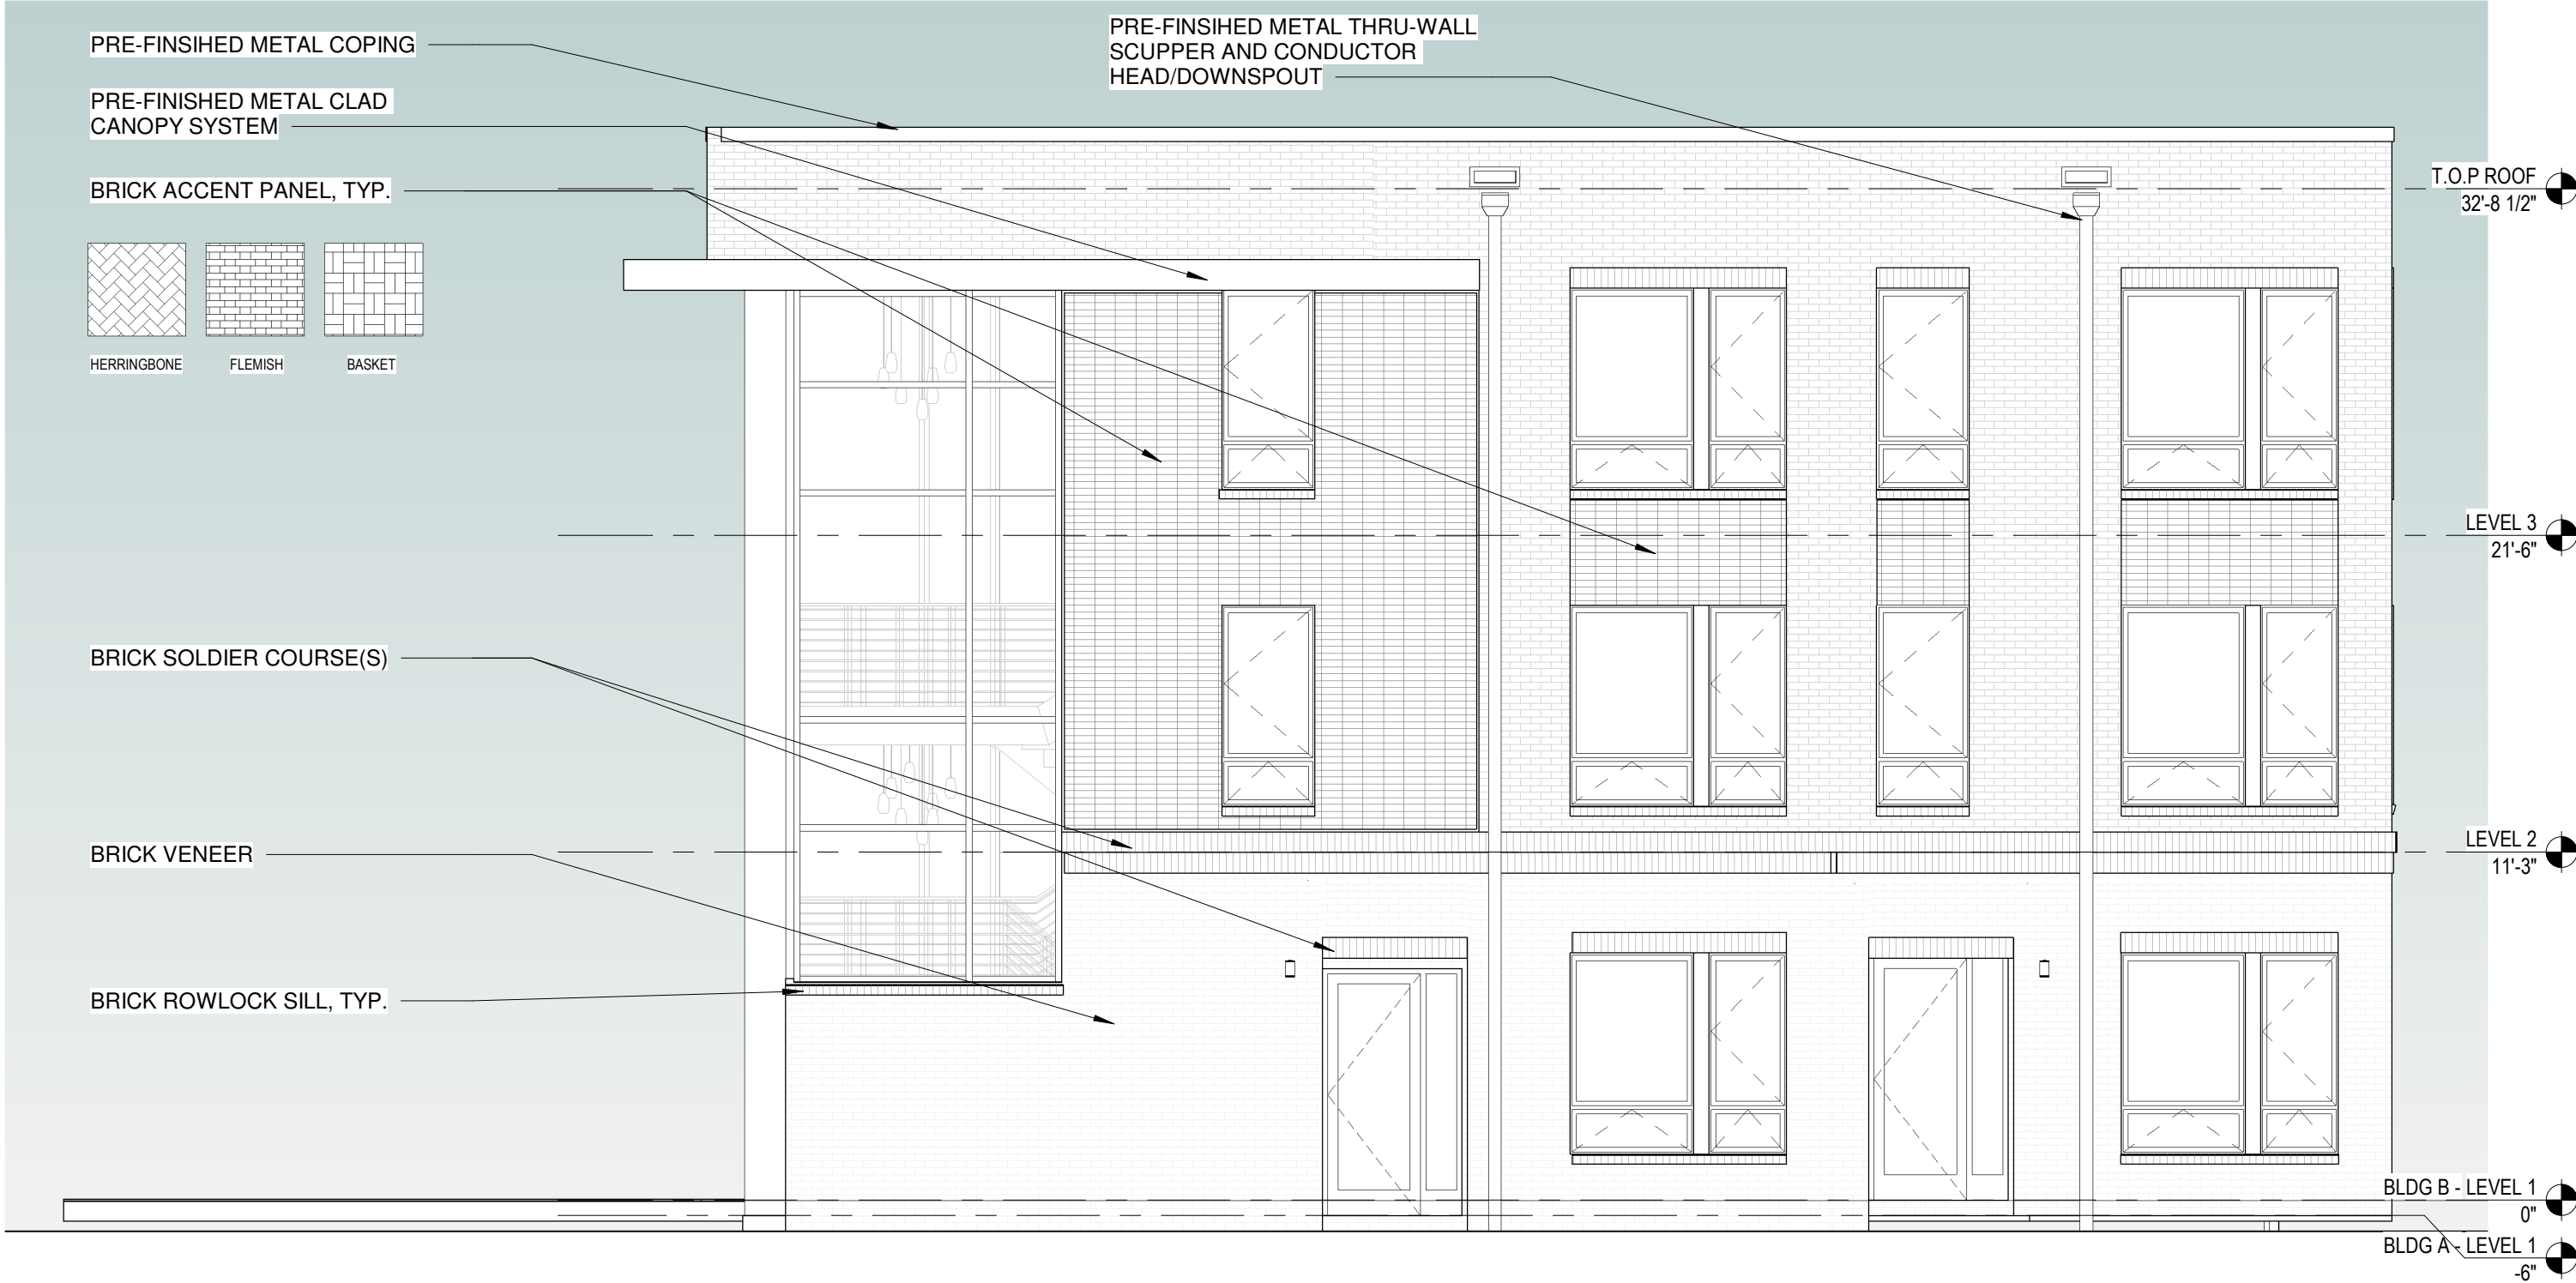 PRE-FINSIHED METAL COPING
PRE-FINISHED METAL CLAD
CANOPY SYSTEM
BRICK ACCENT PANEL, TYP.
HERRINGBONE
FLEMISH
BASKET
BRICK SOLDIER COURSE(S)
BRICK VENEER
BRICK ROWLOCK SILL, TYP.
PRE-FINSIHED METAL THRU-WALL
SCUPPER AND CONDUCTOR
HEAD/DOWNSPOUT
T.O.P ROOF
32'-8 1/2"
LEVEL 3
21'-6"
LEVEL 2
11'-3"
BLDG B - LEVEL 1
0"
BLDG A - LEVEL 1
-6"